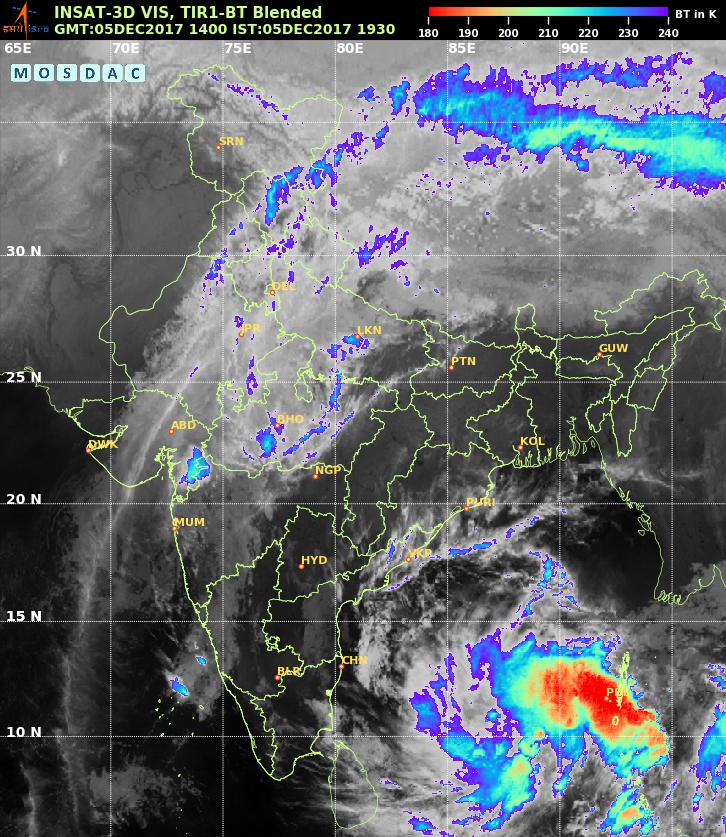 INSAT-3D VIS, TIR1-BT Blended
GMT:05DEC2017 1400 IST:05DEC2017 1930
BT in K
180 190 200 210 220 230 240
65E 70E 75E 80E 85E 90E
M O S D A C
SRN
30 N
DEL
JPR
LKN
GUW
PTN
25 N
ABD
BHO
DWK
KOL
NGP
20 N
PURI
MUM
VKP
HYD
15 N
CHN
BLR
10 N